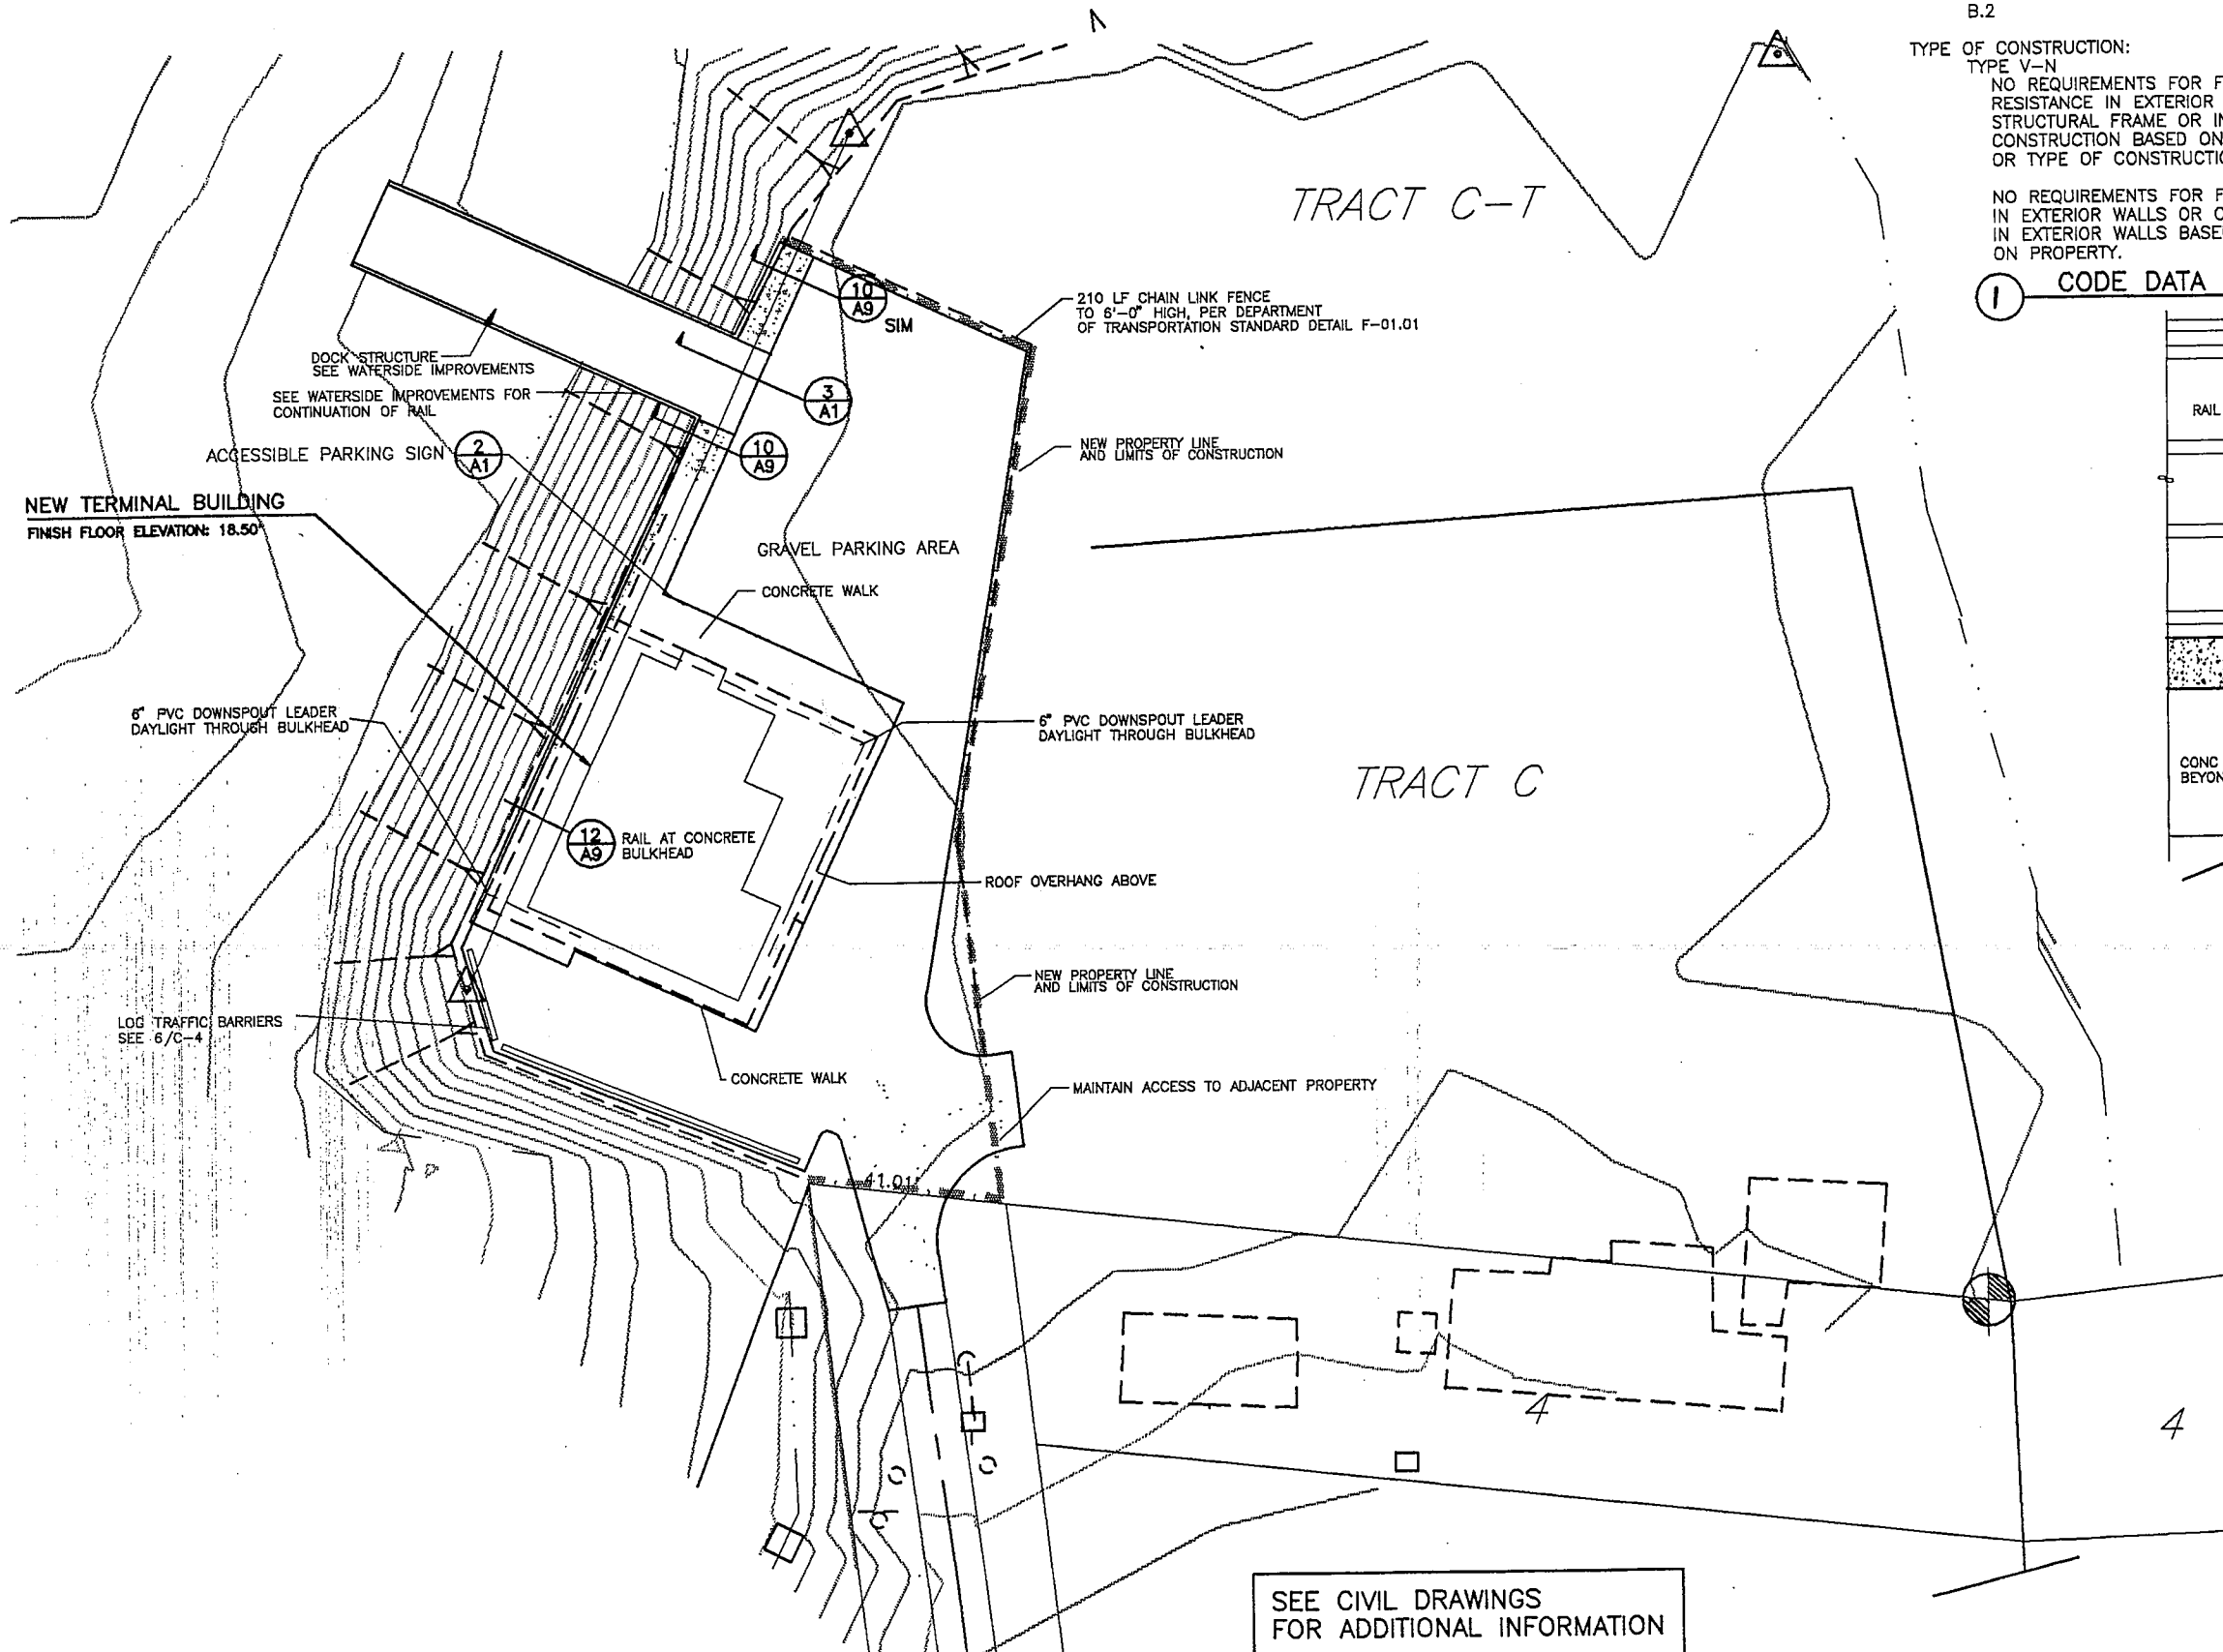 B.2
TYPE OF CONSTRUCTION:
TYPE V-N
NO REQUIREMENTS FOR F
RESISTANCE IN EXTERIOR
STRUCTURAL FRAME OR IN
CONSTRUCTION BASED ON
OR TYPE OF CONSTRUCTIO
NO REQUIREMENTS FOR F
IN EXTERIOR WALLS OR O
IN EXTERIOR WALLS BASE
ON PROPERTY.
1 CODE DATA
TRACT C-T
10
A9
SIM
210 LF CHAIN LINK FENCE
TO 6'-0" HIGH, PER DEPARTMENT
OF TRANSPORTATION STANDARD DETAIL F-01.01
DOCK STRUCTURE
SEE WATERSIDE IMPROVEMENTS
SEE WATERSIDE IMPROVEMENTS FOR
CONTINUATION OF RAIL
3
A1
RAIL
ACCESSIBLE PARKING SIGN
2
A1
10
A9
NEW PROPERTY LINE
AND LIMITS OF CONSTRUCTION
NEW TERMINAL BUILDING
FINISH FLOOR ELEVATION: 18.50'
GRAVEL PARKING AREA
CONCRETE WALK
6" PVC DOWNSPOUT LEADER
DAYLIGHT THROUGH BULKHEAD
6" PVC DOWNSPOUT LEADER
DAYLIGHT THROUGH BULKHEAD
TRACT C
CONC
BEYON
12
A9
RAIL AT CONCRETE
BULKHEAD
ROOF OVERHANG ABOVE
NEW PROPERTY LINE
AND LIMITS OF CONSTRUCTION
LOG TRAFFIC BARRIERS
SEE 6/C-4
CONCRETE WALK
MAINTAIN ACCESS TO ADJACENT PROPERTY
41.01'
4
4
SEE CIVIL DRAWINGS
FOR ADDITIONAL INFORMATION